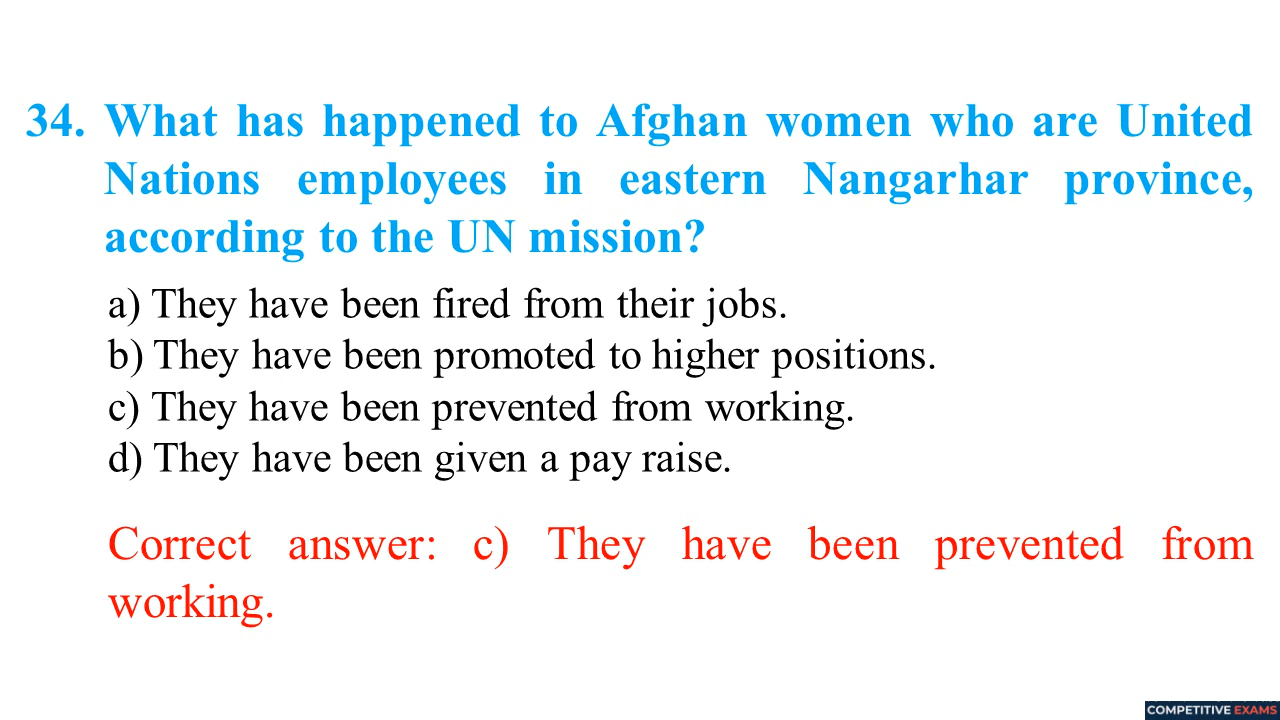 34. What has happened to Afghan women who are United
Nations employees in eastern Nangarhar province,
according to the UN mission?
a) They have been fired from their jobs.
b) They have been promoted to higher positions.
c) They have been prevented from working.
d) They have been given a pay raise.
Correct answer: c) They have been prevented from
working.
COMPETITIVE EXAMS